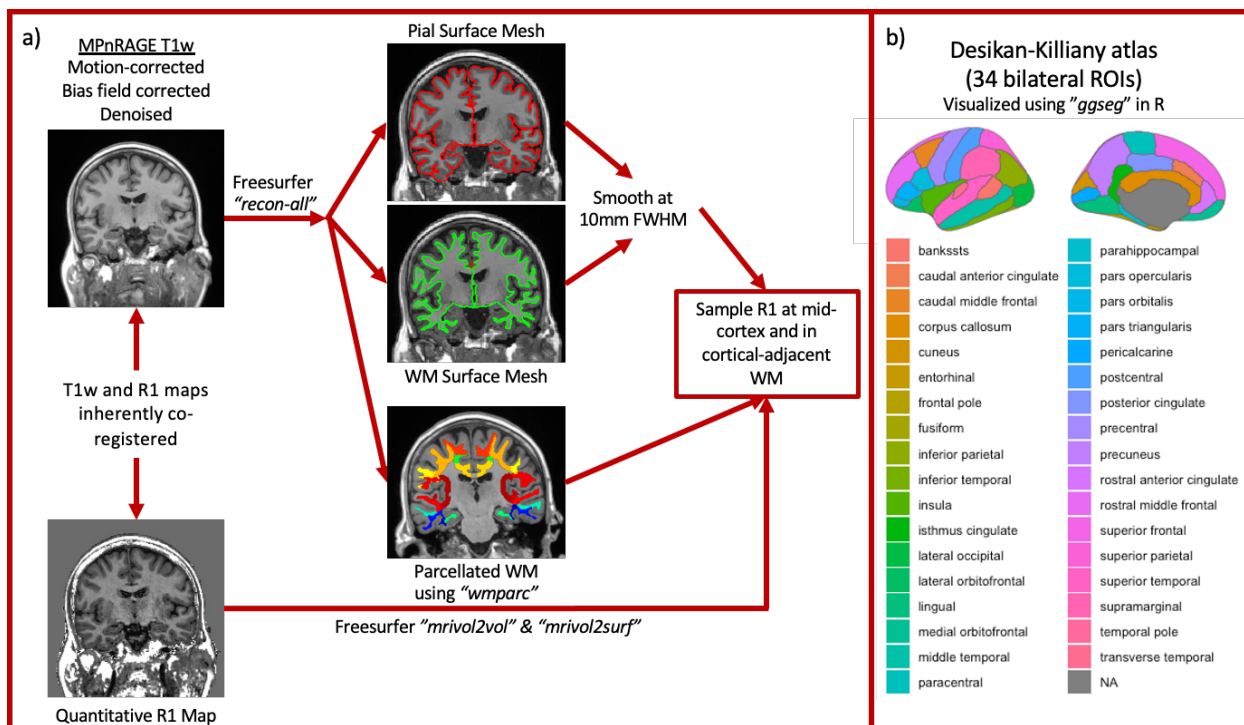 a)
MPnRAGE T1w
Motion-corrected
Bias field corrected
Denoised
Freesurfer
“recon-all”
T1w and R1 maps
inherently co-
registered
Quantitative R1 Map
Pial Surface Mesh
WM Surface Mesh
Parcellated WM
using “wmparc”
Smooth at
10mm FWHM
Sample R1 at mid-
cortex and in
cortical-adjacent
WM
Freesurfer ”mrivol2vol” & “mrivol2surf”
b)
Desikan-Killiany atlas
(34 bilateral ROIs)
Visualized using ”ggseg” in R
bankssts
caudal anterior cingulate
caudal middle frontal
corpus callosum
cuneus
entorhinal
frontal pole
fusiform
inferior parietal
inferior temporal
insula
isthmus cingulate
lateral occipital
lateral orbitofrontal
lingual
medial orbitofrontal
middle temporal
paracentral
parahippocampal
pars opercularis
pars orbitalis
pars triangularis
pericalcarine
postcentral
posterior cingulate
precentral
precuneus
rostral anterior cingulate
rostral middle frontal
superior frontal
superior parietal
superior temporal
supramarginal
temporal pole
transverse temporal
NA